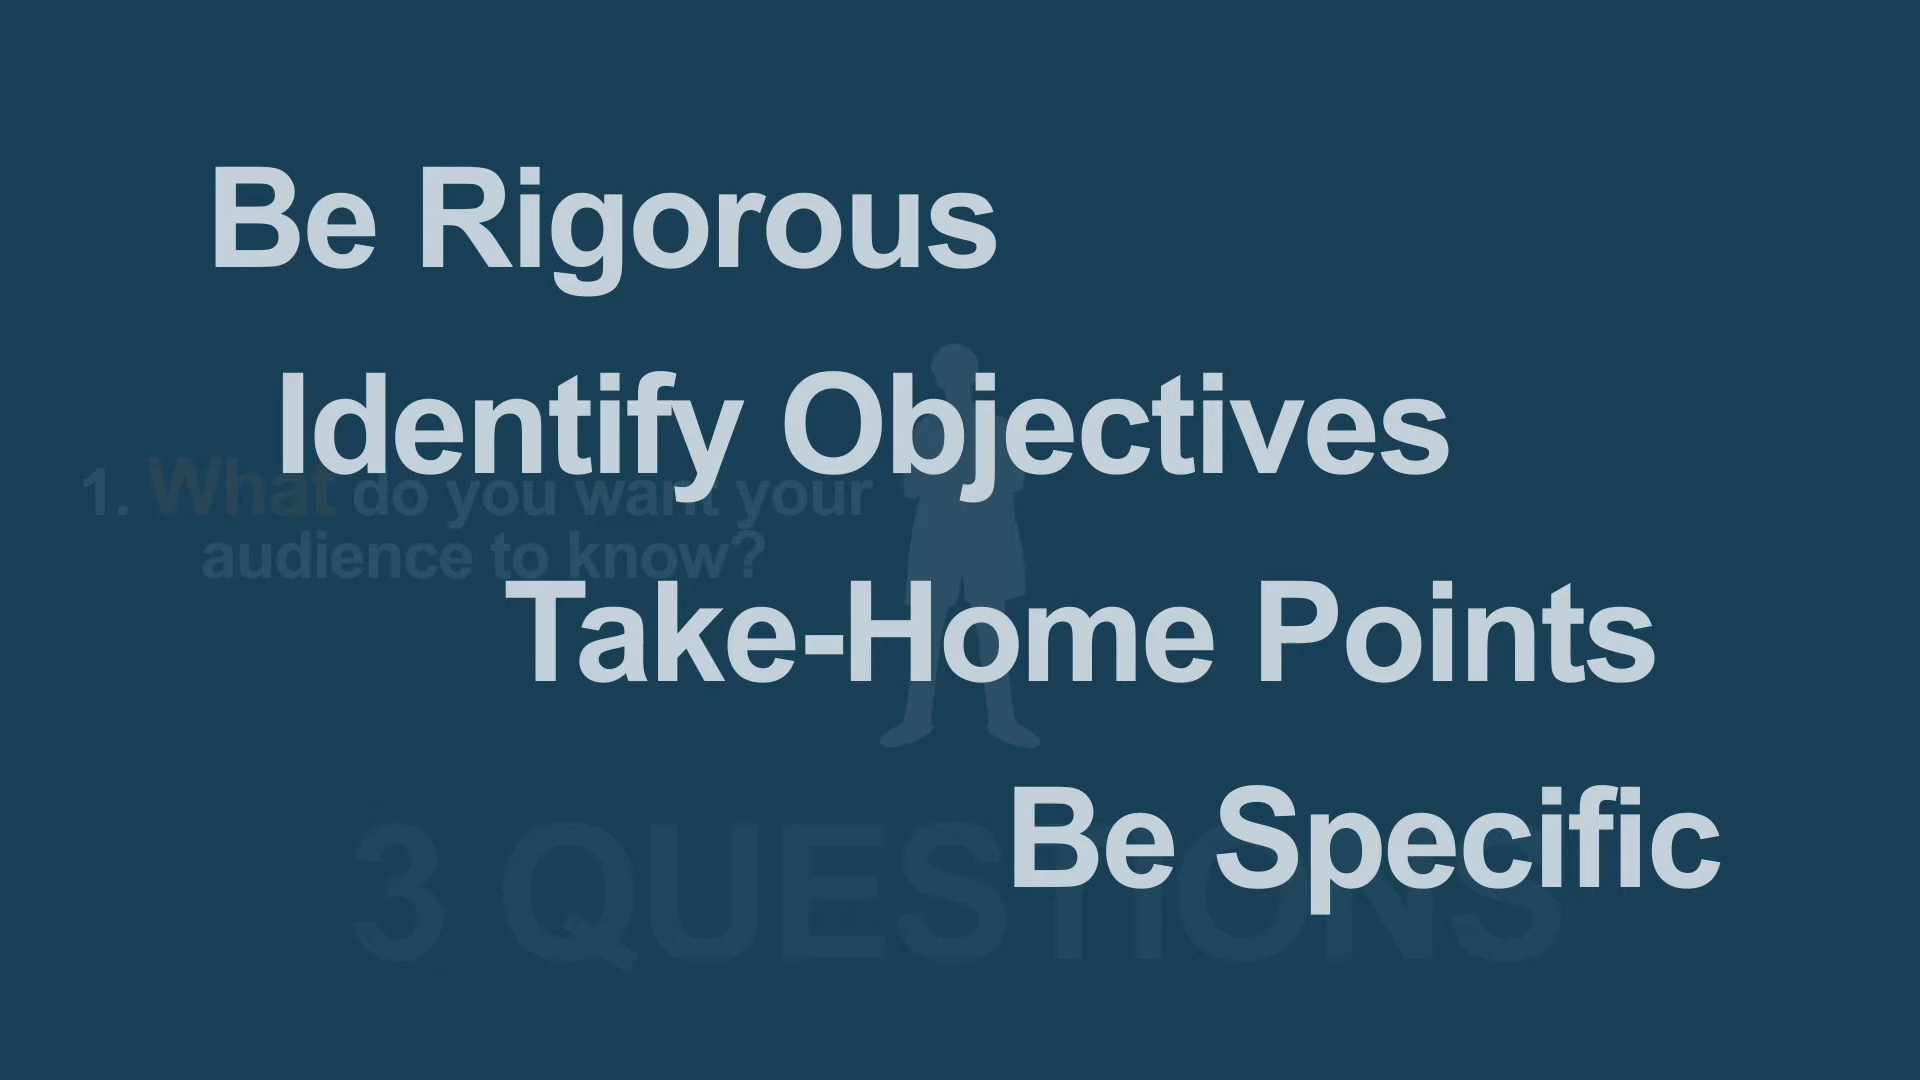 Be Rigorous
Identify Objectives
1. What do you want your
audience to know?
Take-Home Points
Be Specific
3 QUESTIONS